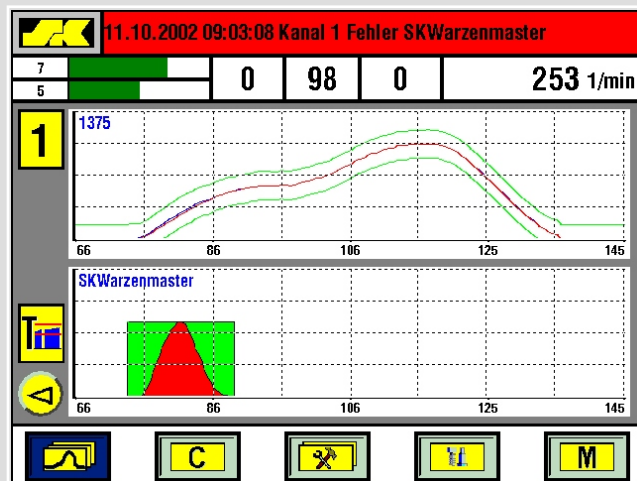 11.10.2002 09:03:08 Kanal 1 Fehler SKWarzenmaster
7
5
0 98 0 253 1/min
1
1375
66 86 106 125 145
SKWarzenmaster
T
66 86 106 125 145
C M